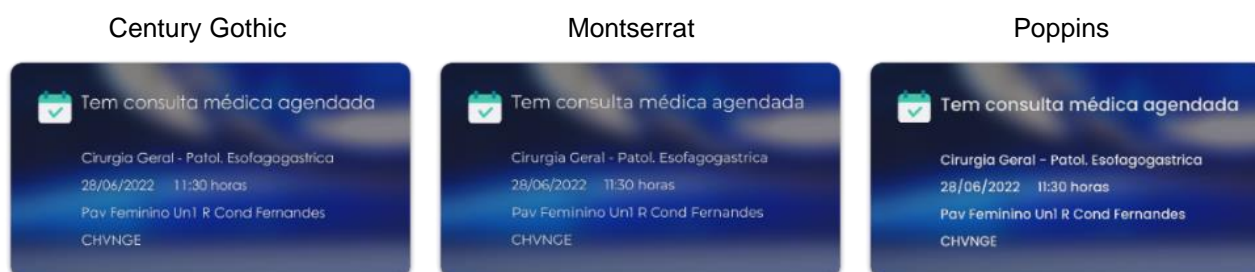 Century Gothic
Tem consulta médica agendada
Cirurgia Geral - Patol. Esofagogastrica
28/06/2022 11:30 horas
Pav Feminino Un1 R Cond Fernandes
CHVNGE
Montserrat
Tem consulta médica agendada
Cirurgia Geral - Patol. Esofagogastrica
28/06/2022 11:30 horas
Pav Feminino Un1 R Cond Fernandes
CHVNGE
Poppins
Tem consulta médica agendada
Cirurgia Geral - Patol. Esofagogastrica
28/06/2022 11:30 horas
Pav Feminino Un1 R Cond Fernandes
CHVNGE